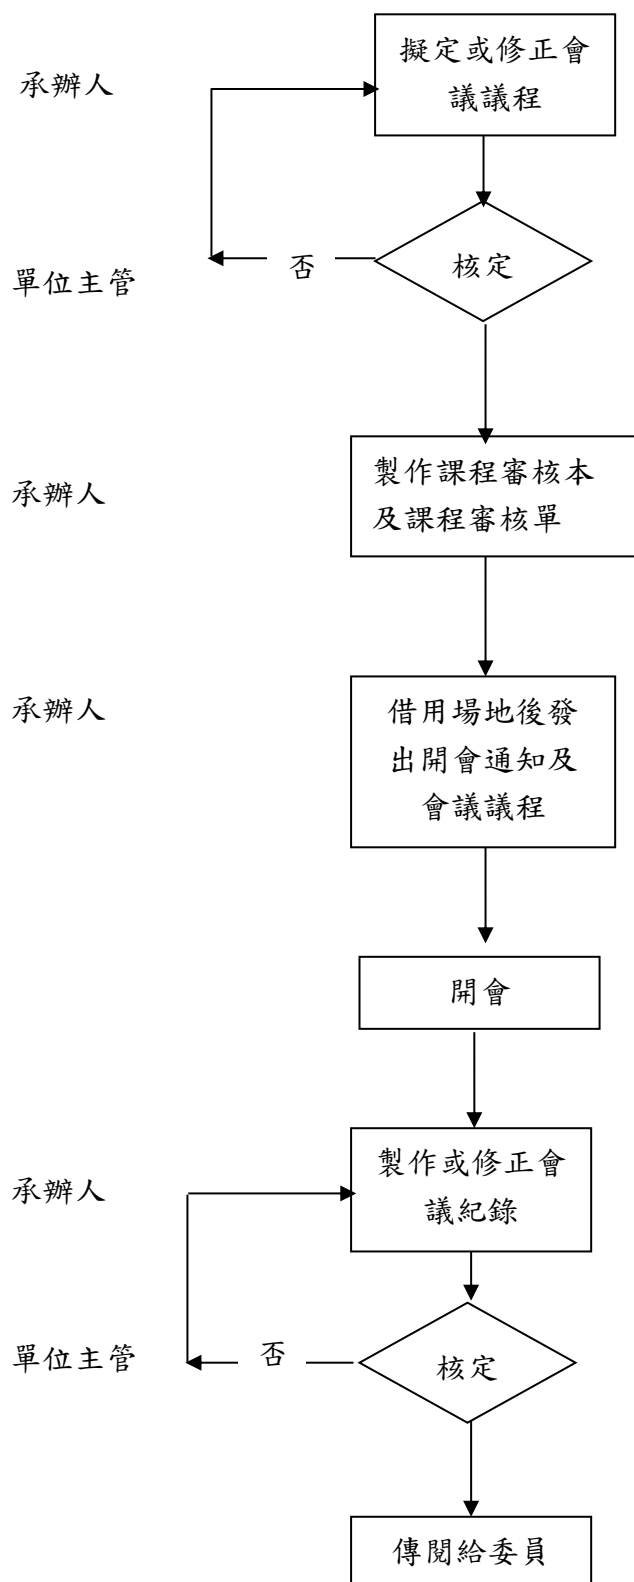 擬定或修正會
議議程
承辦人
否
核定
單位主管
製作課程審核本
及課程審核單
承辦人
借用場地後發
出開會通知及
會議議程
承辦人
開會
製作或修正會
議紀錄
承辦人
否
核定
單位主管
傳閱給委員